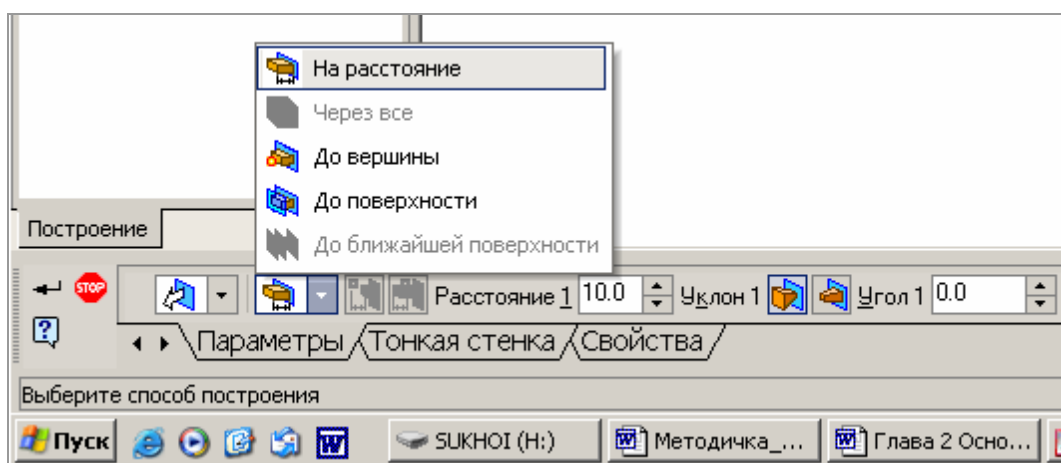 На расстояние
Через все
До вершины
До поверхности
До ближайшей поверхности
Построение
STOP Расстояние 1 10.0 Уклон 1 Угол 1 0.0
?
Параметры Тонкая стенка Свойства
Выберите способ построения
Пуск W SUKHOI (H:) Методичка_... Глава 2 Осно...